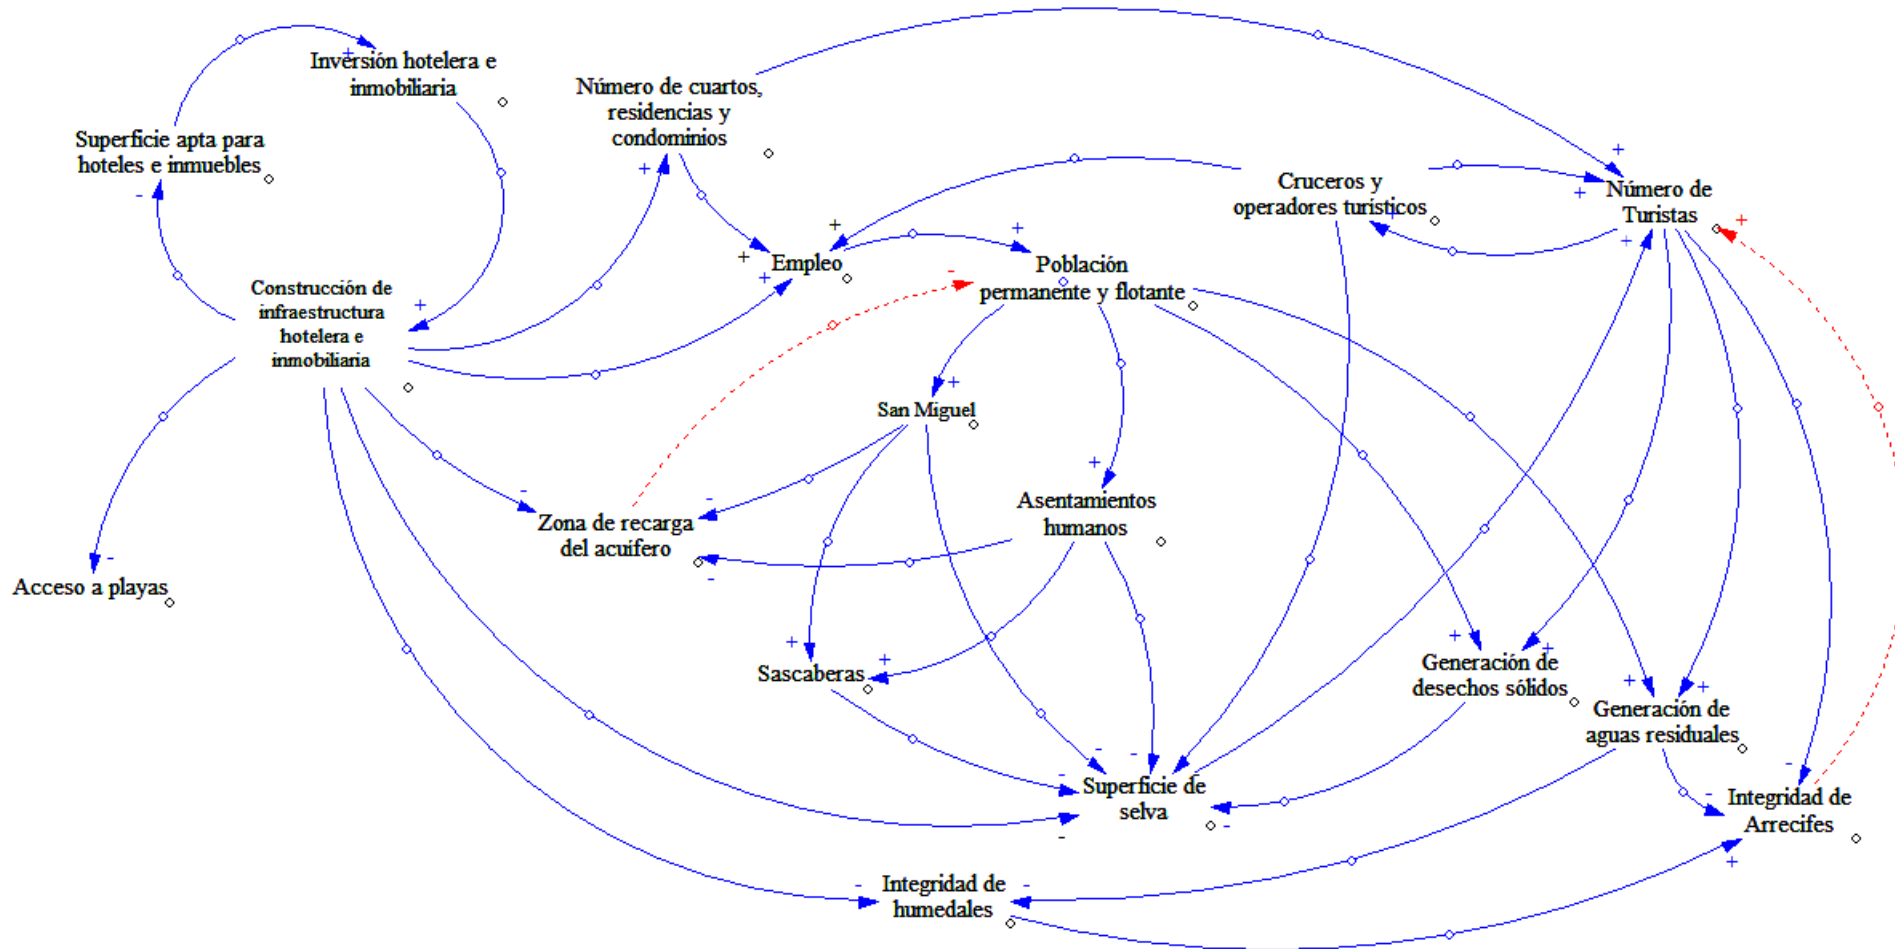 Inversión hotelera e
inmobiliaria
Número de cuartos,
residencias y
condominios
Superficie apta para
hoteles e inmuebles
Cruceros y
operadores turísticos
Número de
Turistas
Empleo
Población
permanente y flotante
Construcción de
infraestructura
hotelera e
inmobiliaria
San Miguel
Asentamientos
humanos
Zona de recarga
del acuífero
Acceso a playas
Sascaberas
Generación de
desechos sólidos
Generación de
aguas residuales
Superficie de
selva
Integridad de
Arrecifes
Integridad de
humedales